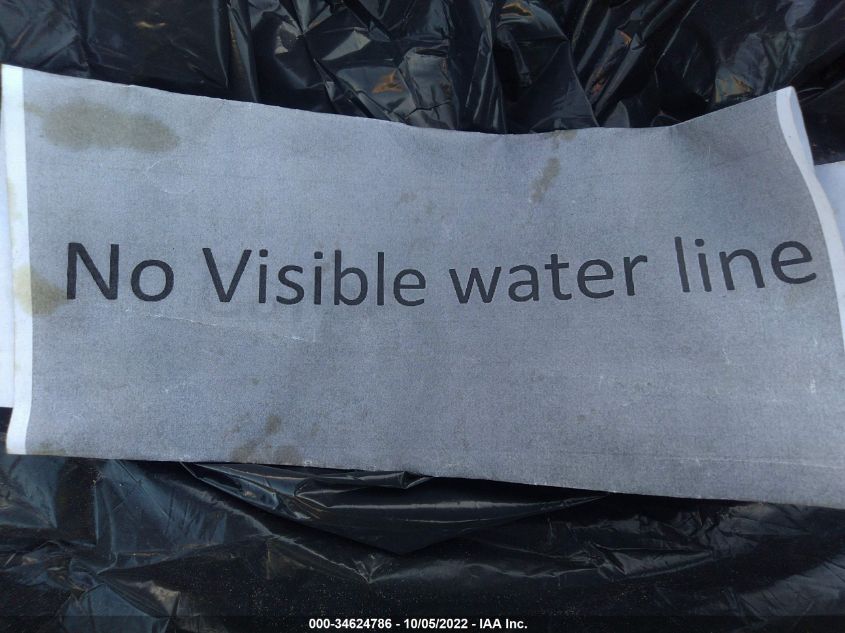 No Visible water line
000-34624786 - 10/05/2022 - IAA Inc.